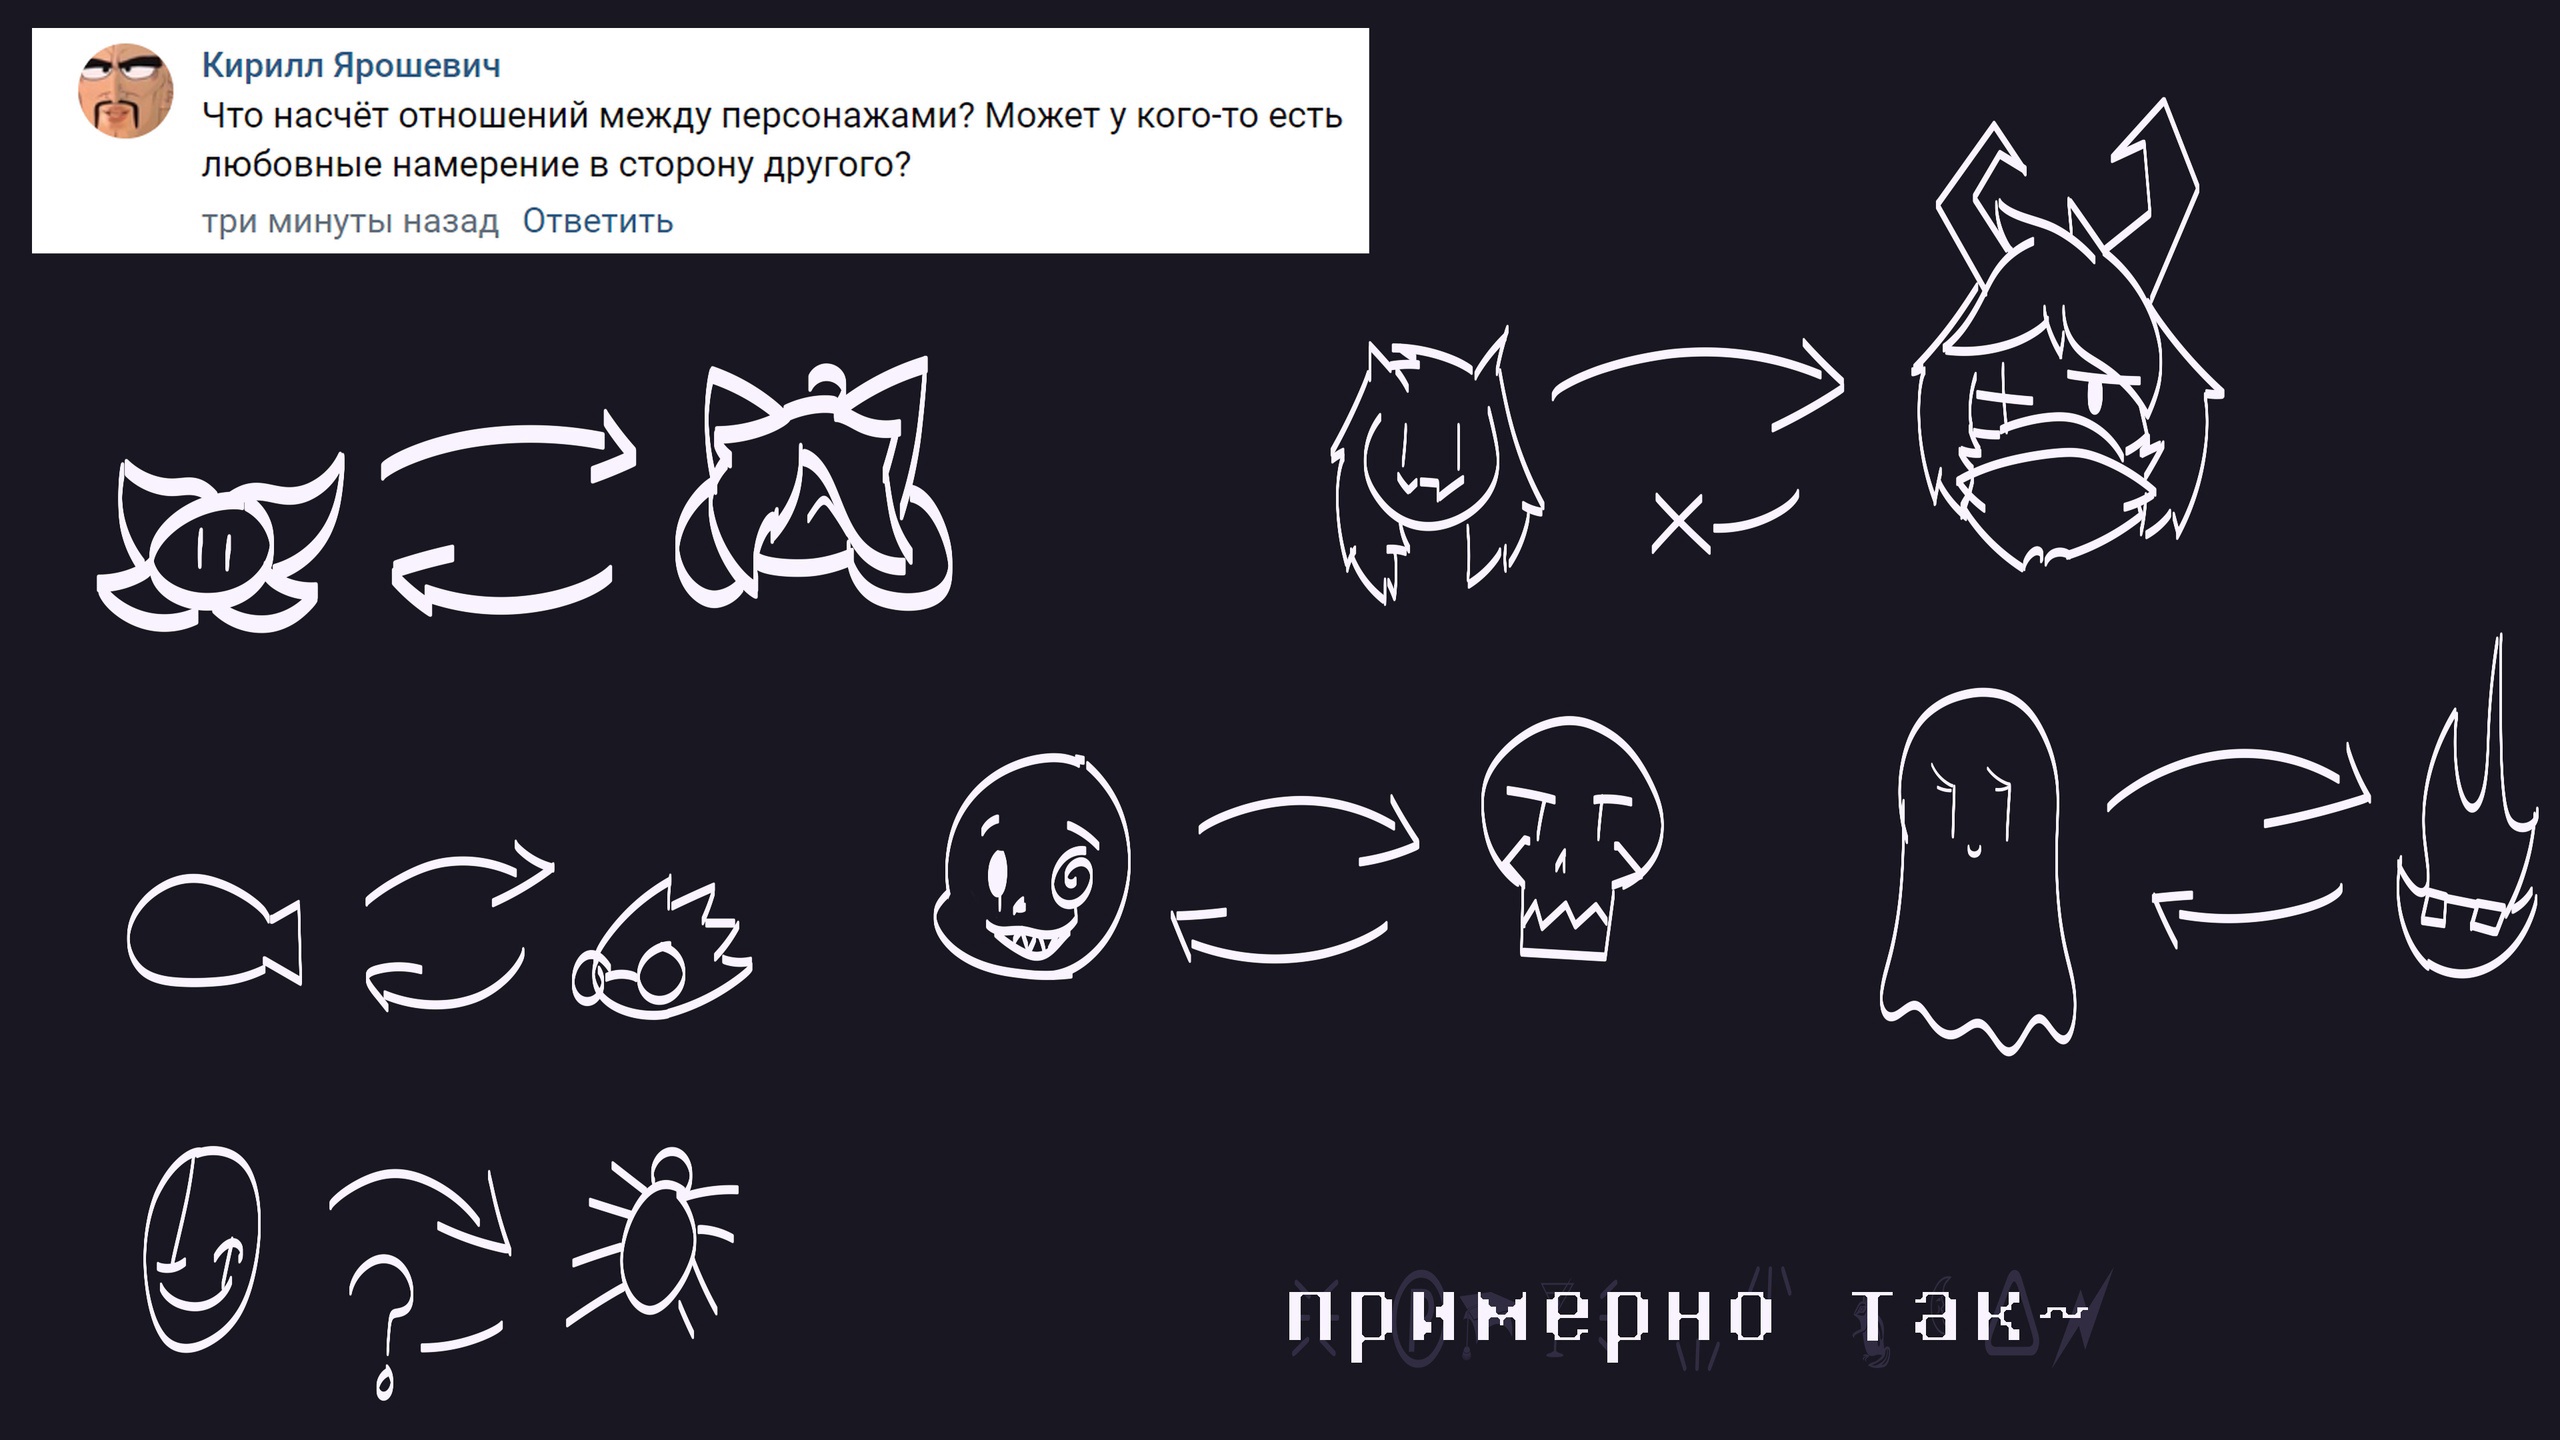 Кирилл Ярошевич
Что насчёт отношений между персонажами? Может у кого-то есть
любовные намерение в сторону другого?
три минуты назад Ответить
?
примерно так~